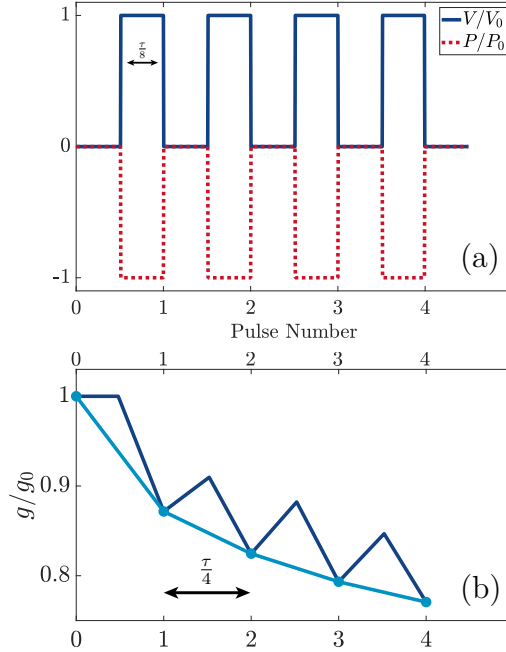 1
V/V₀
P/P₀
τ/8
0
-1
(a)
0 1 2 3 4
Pulse Number
0 1 2 3 4
1
0.9
0.8
g/g₀
τ/4
(b)
0 1 2 3 4